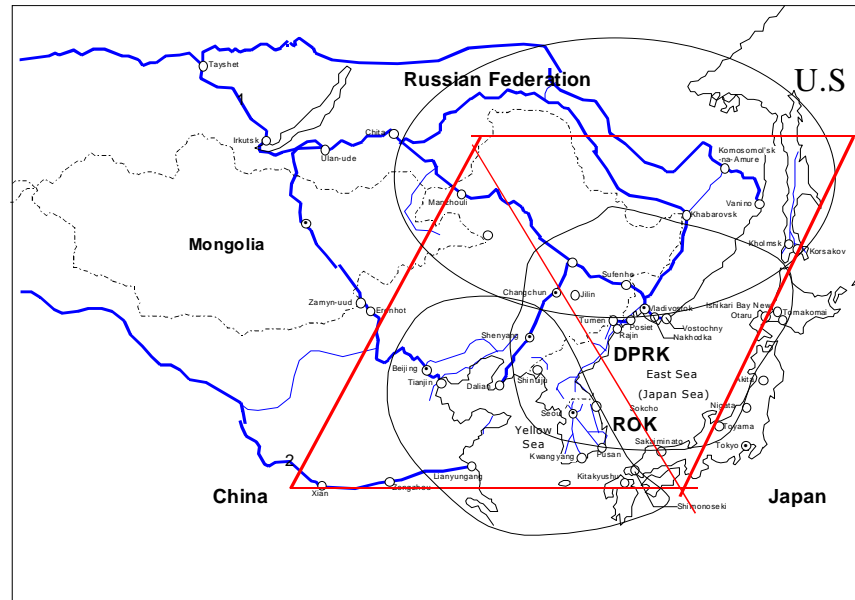 Russian Federation
U.S
Tayshet
1
Irkutsk
Ulan-ude
Chita
Komosomol'sk
-na-Amure
Manzhouli
Vanino
Khabarovsk
Mongolia
Kholmsk
Korsakov
Sufenho
Changchun
Jilin
Zamyn-uud
Erenhot
Vladivostok
Ishikari Bay New
Otaru
Tomakomai
Tumen
Posiet
Vostochny
Rajin
Nakhodka
Shenyang
DPRK
East Sea
(Japan Sea)
Beijing
Tianjin
Dalian
Shinuiju
Akita
Seoul
Sokcho
Nigata
ROK
Toyama
Yellow
Sea
Sakaiminato
Tokyo
Pusan
Kwangyang
2
Lianyungang
Kitakyushu
Xian
China
Japan
Shimonoseki